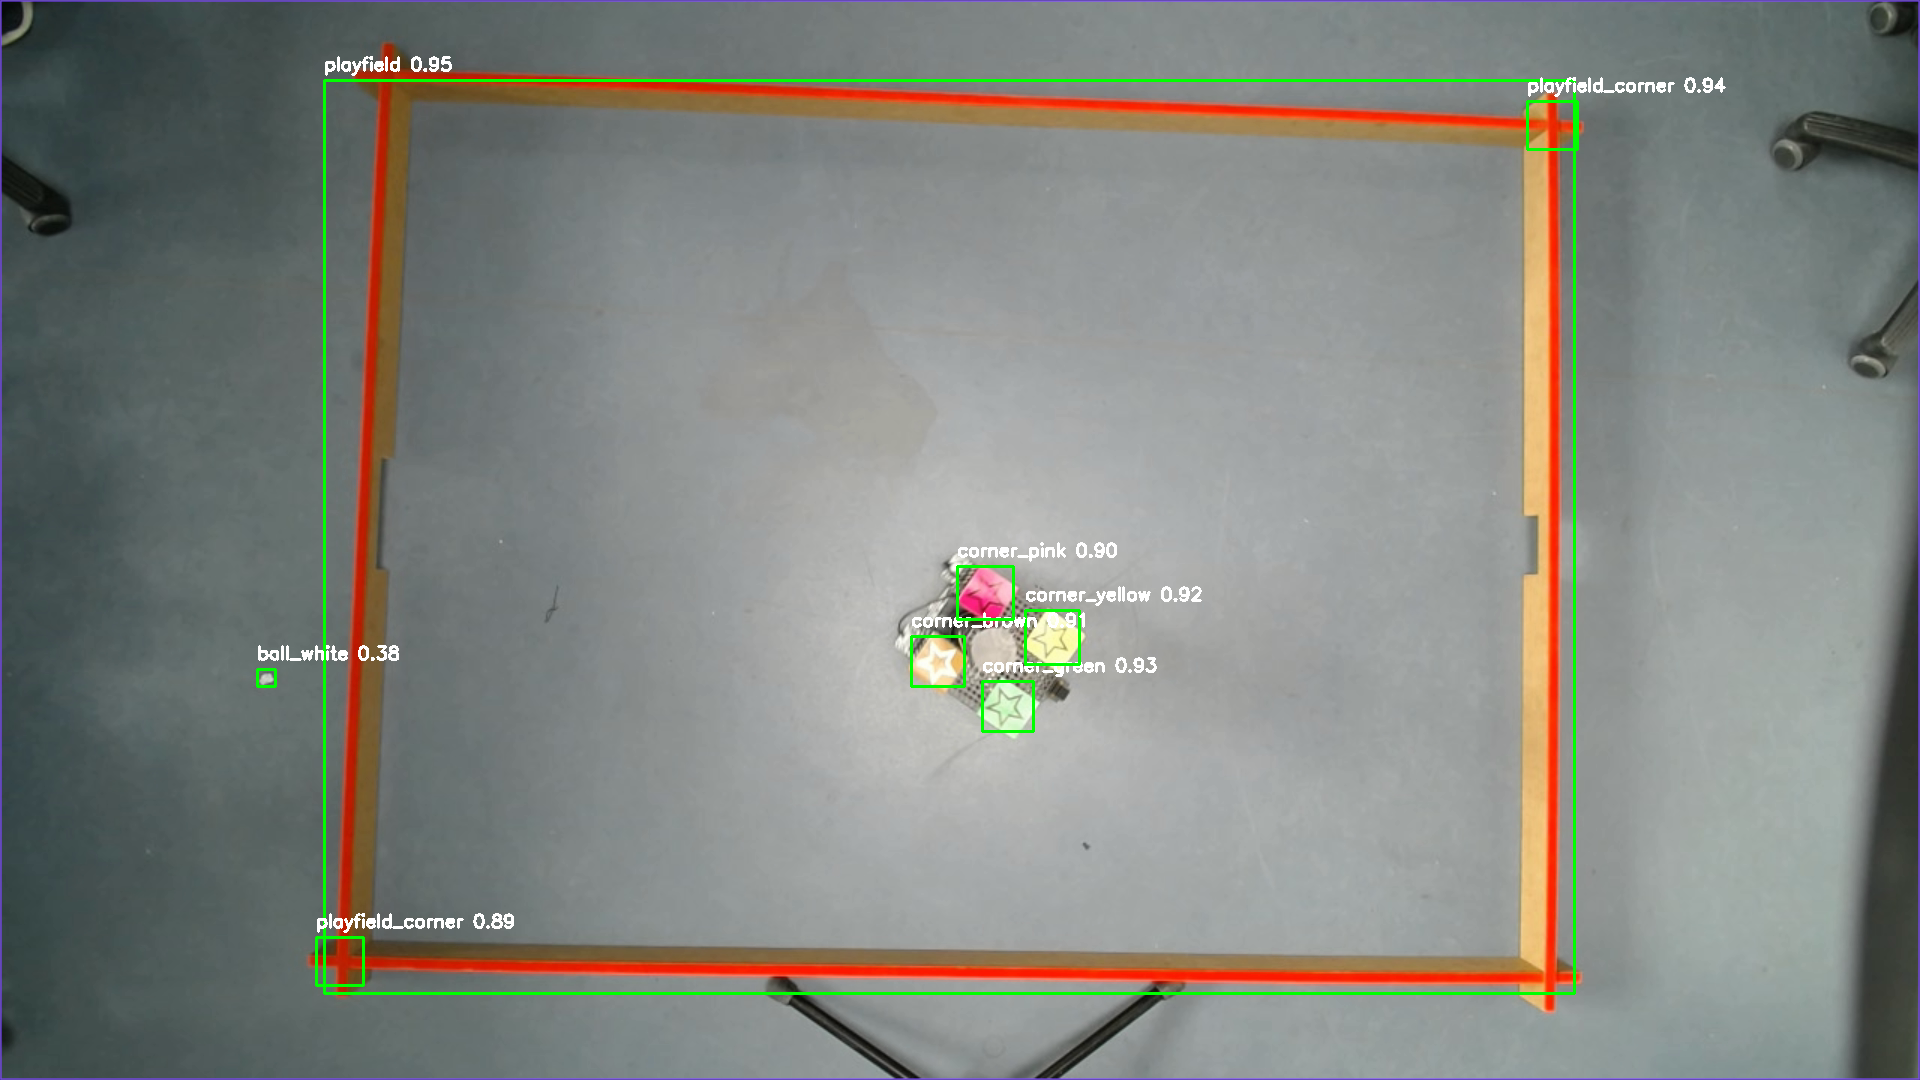 playfield 0.95
playfield_corner 0.94
corner_pink 0.90
corner_yellow 0.92
corner_brown 0.91
ball_white 0.38
corner_green 0.93
playfield_corner 0.89